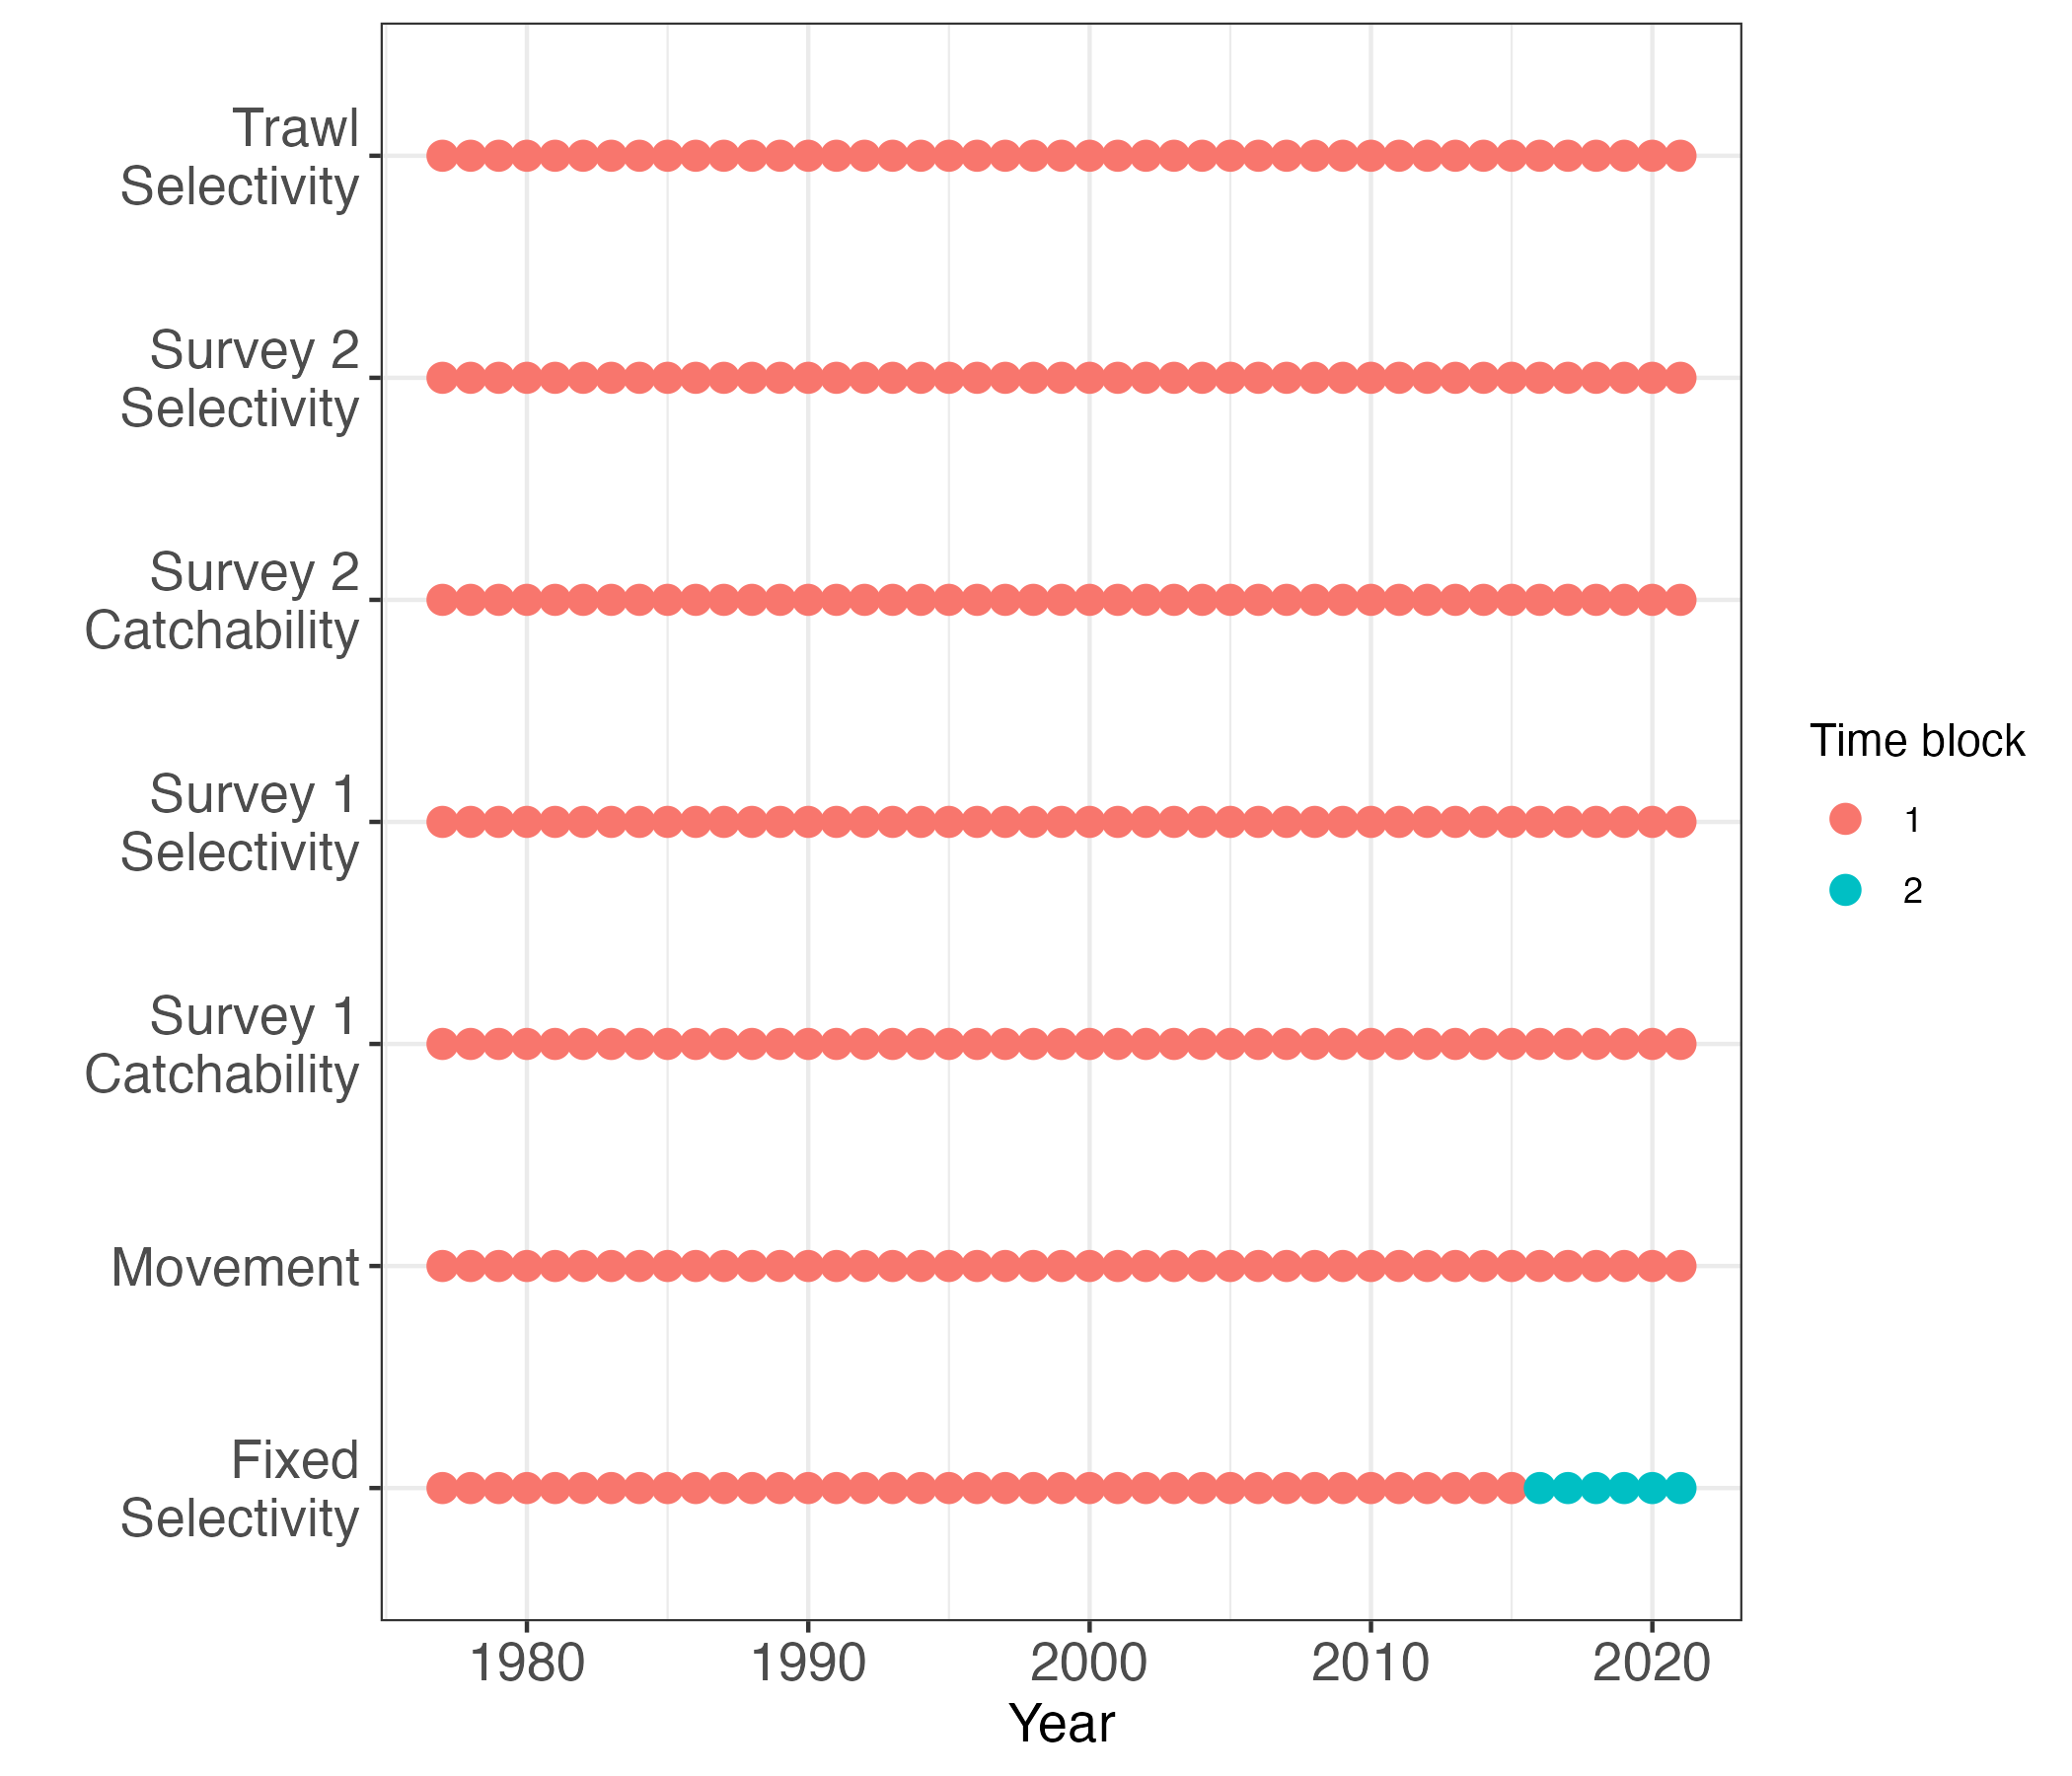 Trawl
Selectivity
Survey 2
Selectivity
Survey 2
Catchability
Survey 1
Selectivity
Survey 1
Catchability
Movement
Fixed
Selectivity
1980 1990 2000 2010 2020
Year
Time block
1
2